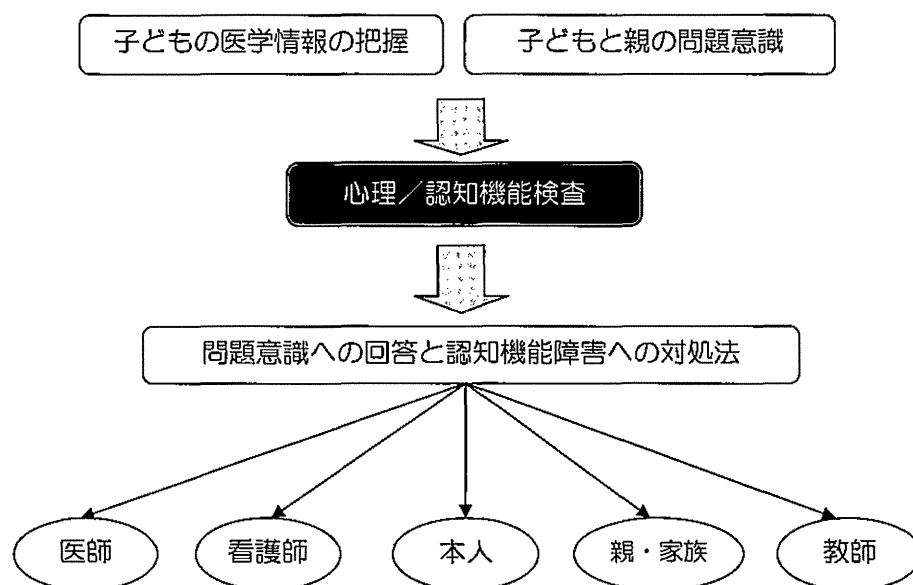 子どもの医学情報の把握
子どもと親の問題意識
心理／認知機能検査
問題意識への回答と認知機能障害への対処法
医師
看護師
本人
親・家族
教師